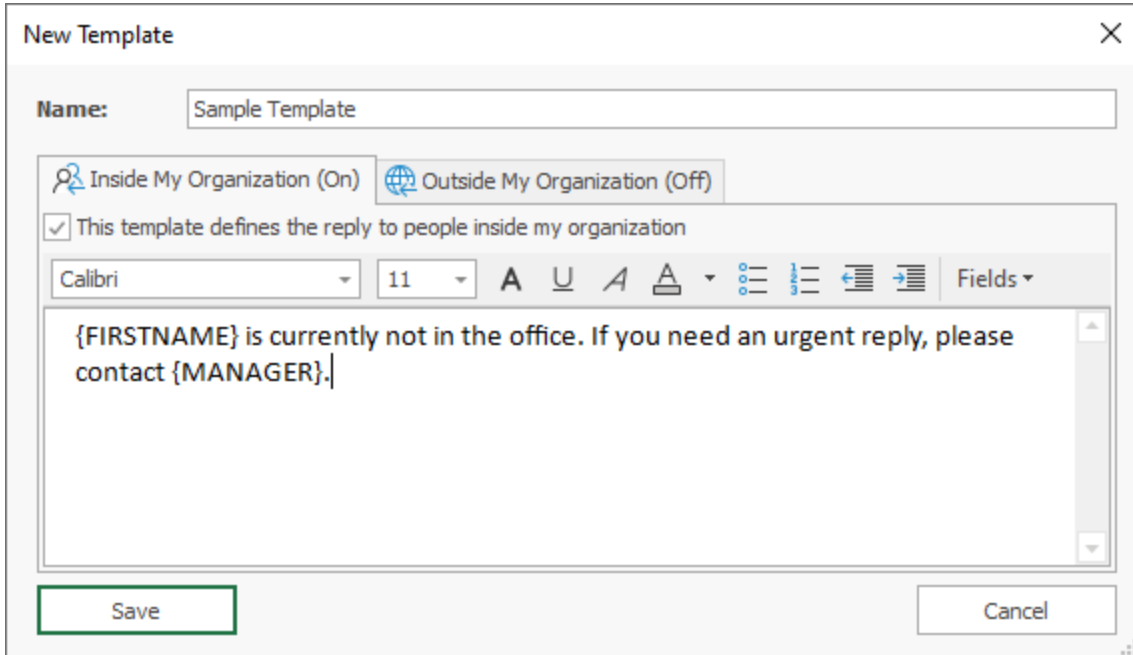 New Template
Name:
Sample Template
Inside My Organization (On)
Outside My Organization (Off)
This template defines the reply to people inside my organization
Calibri 11 A U A A Fields
{FIRSTNAME} is currently not in the office. If you need an urgent reply, please
contact {MANAGER}.
Save
Cancel